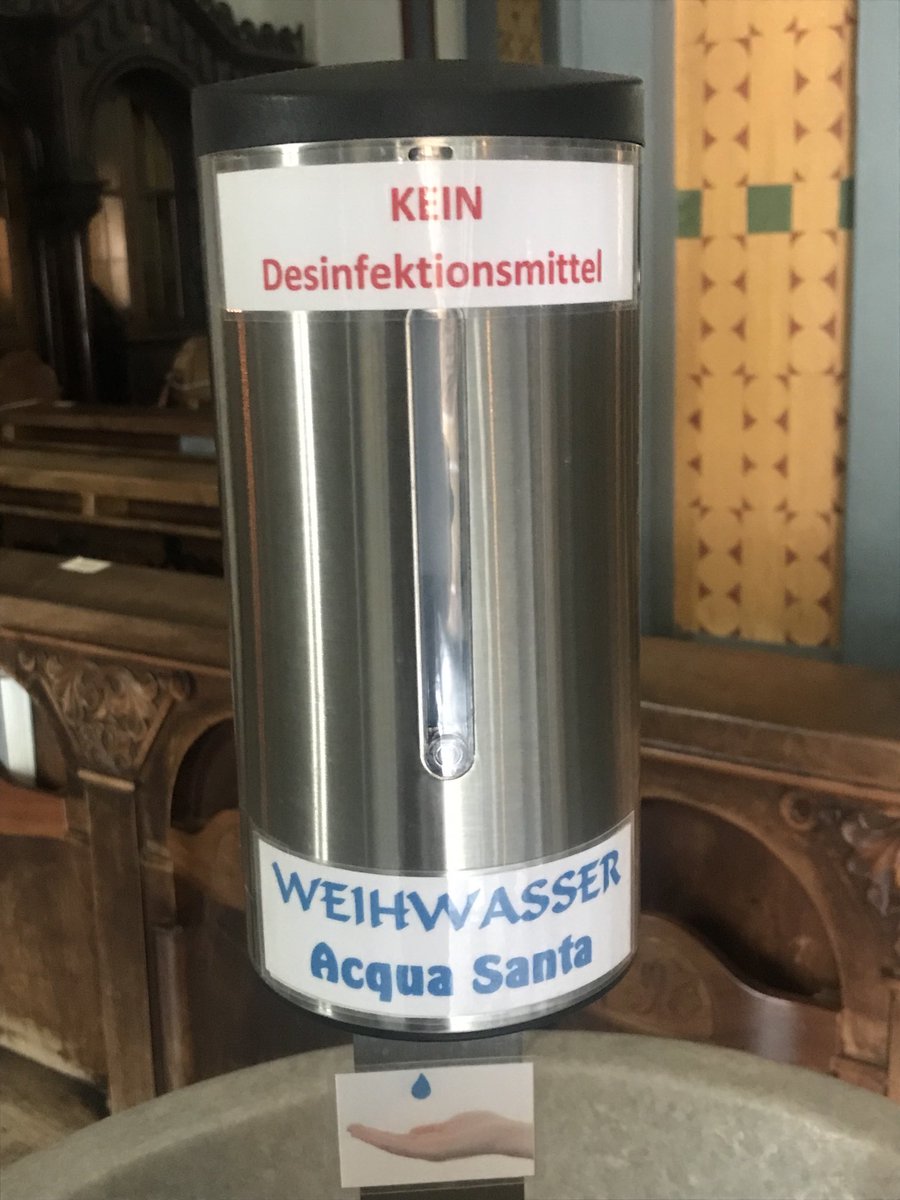 KEIN
Desinfektionsmittel
WEIHWASSER
Acqua Santa